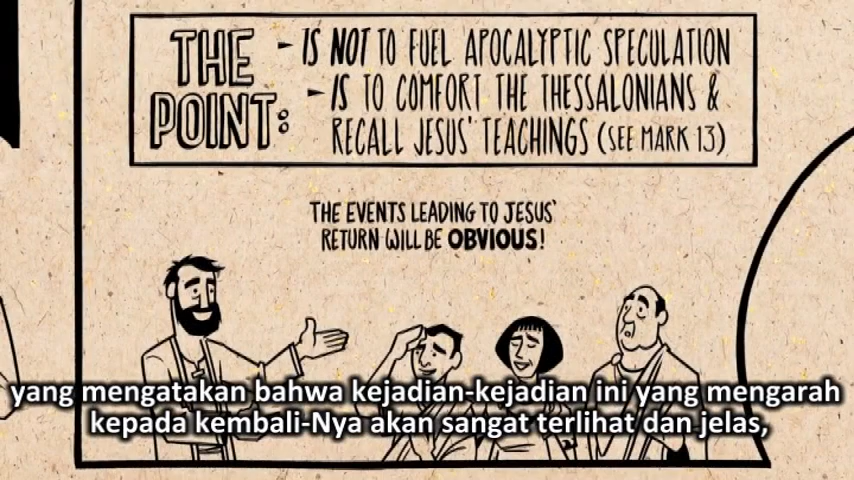 THE POINT:
- IS NOT TO FUEL APOCALYPTIC SPECULATION
- IS TO COMFORT THE THESSALONIANS &
RECALL JESUS' TEACHINGS (SEE MARK 13)
THE EVENTS LEADING TO JESUS'
RETURN WILL BE OBVIOUS!
yang mengatakan bahwa kejadian-kejadian ini yang mengarah
kepada kembali-Nya akan sangat terlihat dan jelas,